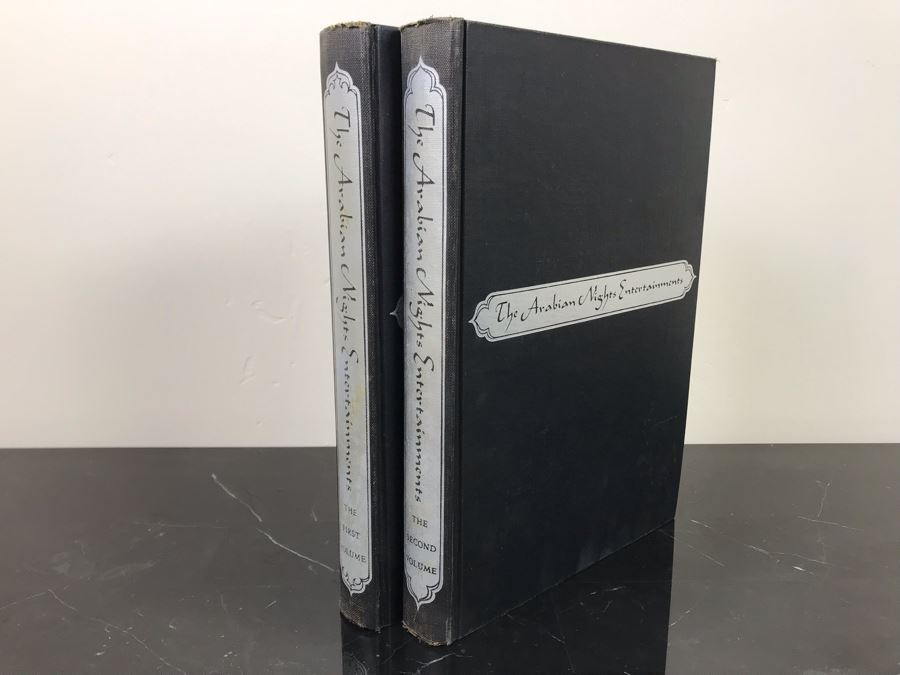 The Arabian Nights Entertainments
THE
FIRST
VOLUME
The Arabian Nights Entertainments
THE
SECOND
VOLUME
The Arabian Nights Entertainments